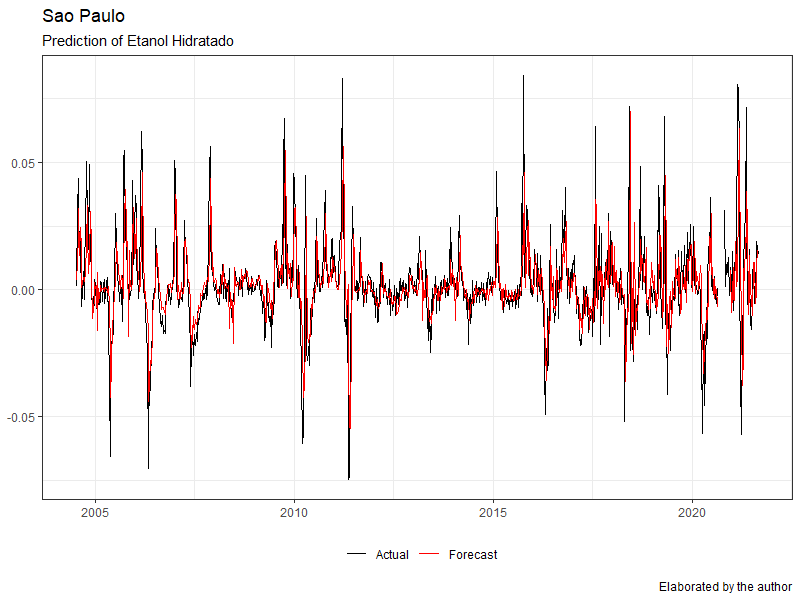 Sao Paulo
Prediction of Etanol Hidratado
0.05
0.00
-0.05
2005 2010 2015 2020
Actual Forecast
Elaborated by the author